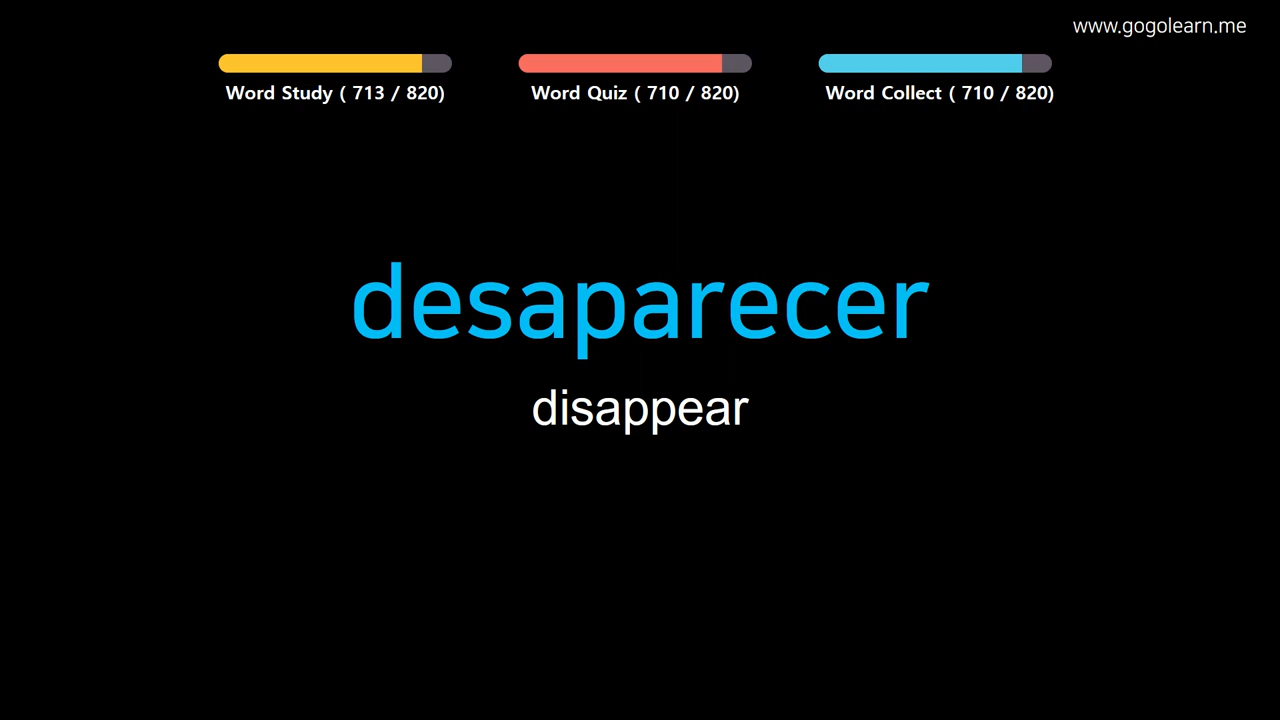 www.gogolearn.me
Word Study ( 713 / 820)
Word Quiz ( 710 / 820)
Word Collect ( 710 / 820)
desaparecer
disappear